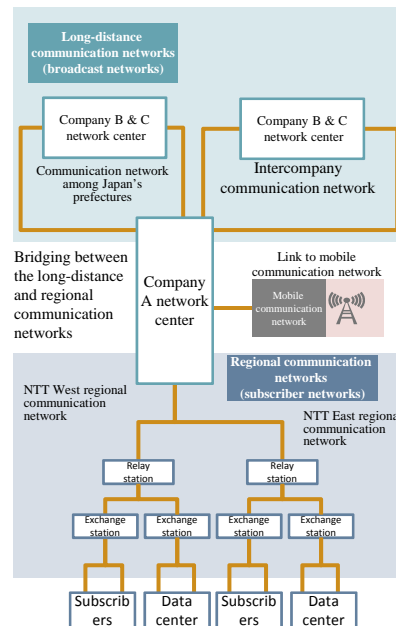 Long-distance
communication networks
(broadcast networks)
Company B & C
network center
Company B & C
network center
Communication network
among Japan's
prefectures
Intercompany
communication network
Bridging between
the long-distance
and regional
communication
networks
Company
A network
center
Link to mobile
communication network
Mobile
communication
network
Regional communication
networks
(subscriber networks)
NTT West regional
communication
network
NTT East regional
communication
network
Relay
station
Relay
station
Exchange
station
Exchange
station
Exchange
station
Exchange
station
Subscrib
ers
Data
center
Subscrib
ers
Data
center